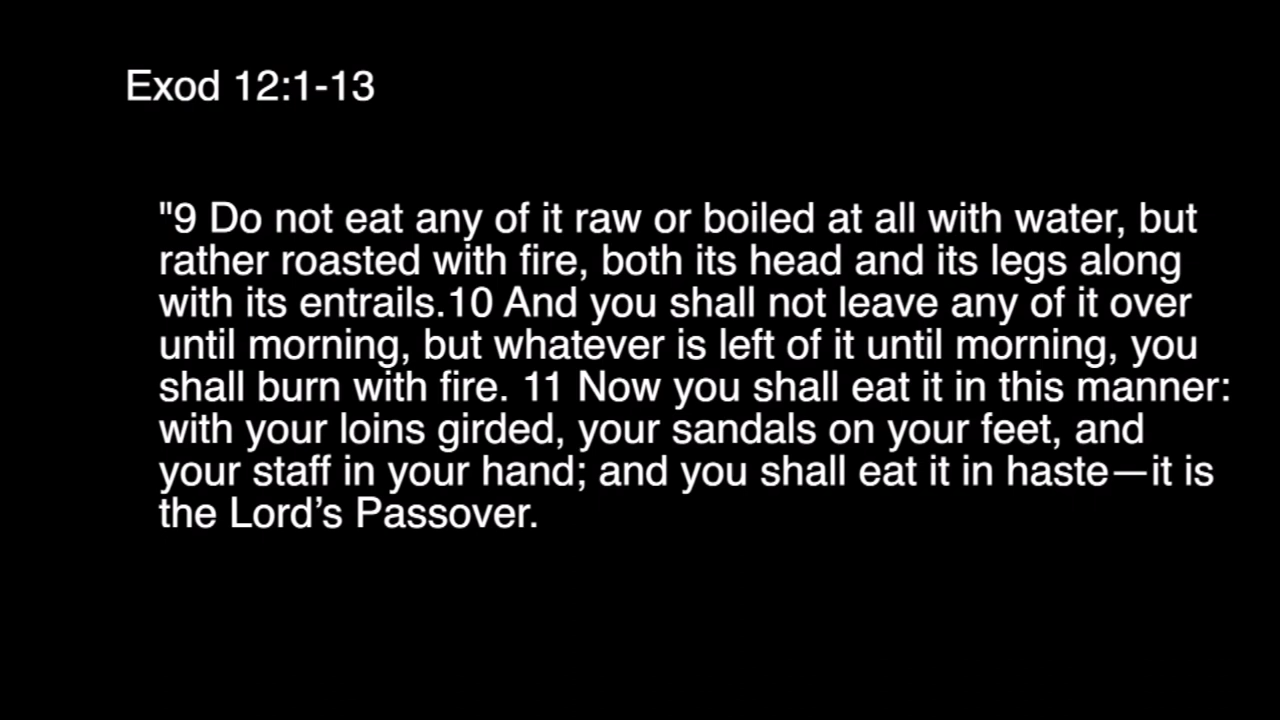 Exod 12:1-13
"9 Do not eat any of it raw or boiled at all with water, but
rather roasted with fire, both its head and its legs along
with its entrails.10 And you shall not leave any of it over
until morning, but whatever is left of it until morning, you
shall burn with fire. 11 Now you shall eat it in this manner:
with your loins girded, your sandals on your feet, and
your staff in your hand; and you shall eat it in haste—it is
the Lord’s Passover.